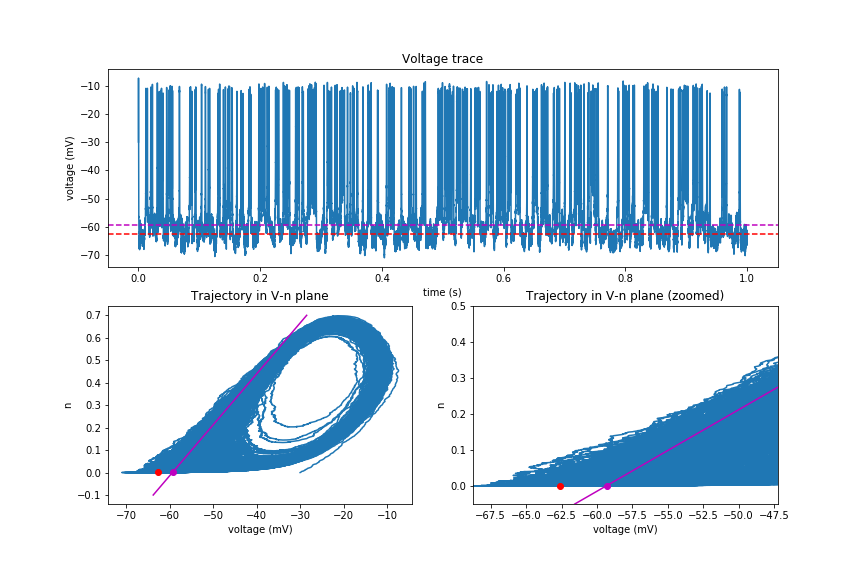 Voltage trace
−10
−20
−30
−40
−50
−60
−70
voltage (mV)
0.0 0.2 0.4 0.6 0.8 1.0
time (s)
Trajectory in V-n plane
0.7
0.6
0.5
0.4
0.3
0.2
0.1
0.0
−0.1
n
−70 −60 −50 −40 −30 −20 −10
voltage (mV)
Trajectory in V-n plane (zoomed)
0.5
0.4
0.3
0.2
0.1
0.0
n
−67.5 −65.0 −62.5 −60.0 −57.5 −55.0 −52.5 −50.0 −47.5
voltage (mV)